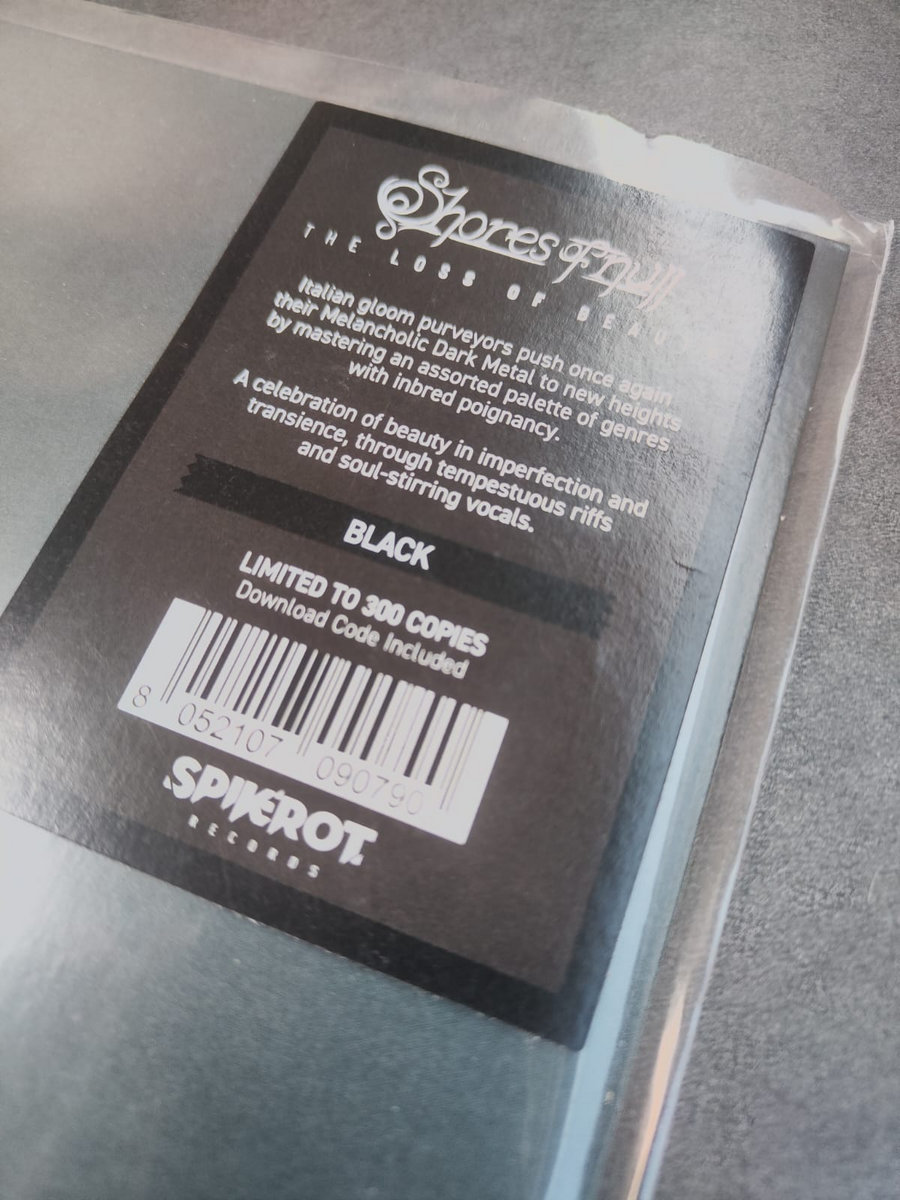 Shores of Null
THE LOSS OF BEAU
Italian gloom purveyors push once again
their Melancholic Dark Metal to new heights
by mastering an assorted palette of genres
with inbred poignancy.
A celebration of beauty in imperfection and
transience, through tempestuous riffs
and soul-stirring vocals.
BLACK
LIMITED TO 300 COPIES
Download Code Included
8 052107 090790
SPIKEROT
RECORDS